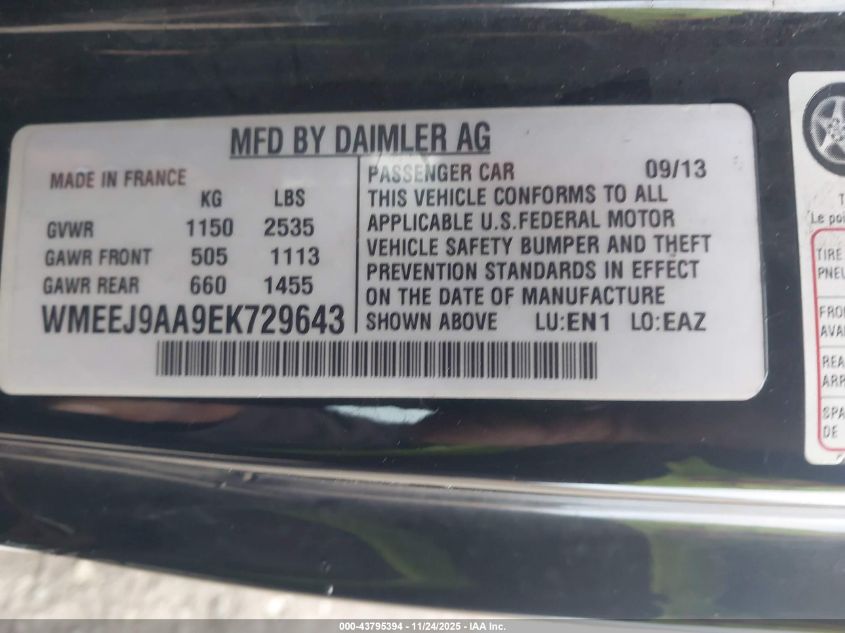 MFD BY DAIMLER AG
MADE IN FRANCE
KG LBS
GVWR 1150 2535
GAWR FRONT 505 1113
GAWR REAR 660 1455
WMEEJ9AA9EK729643
PASSENGER CAR 09/13
THIS VEHICLE CONFORMS TO ALL
APPLICABLE U.S.FEDERAL MOTOR
VEHICLE SAFETY BUMPER AND THEFT
PREVENTION STANDARDS IN EFFECT
ON THE DATE OF MANUFACTURE
SHOWN ABOVE LU:EN1 LO:EAZ
Le
TIRE
DE
000-43795394 - 11/24/2025 - IAA Inc.